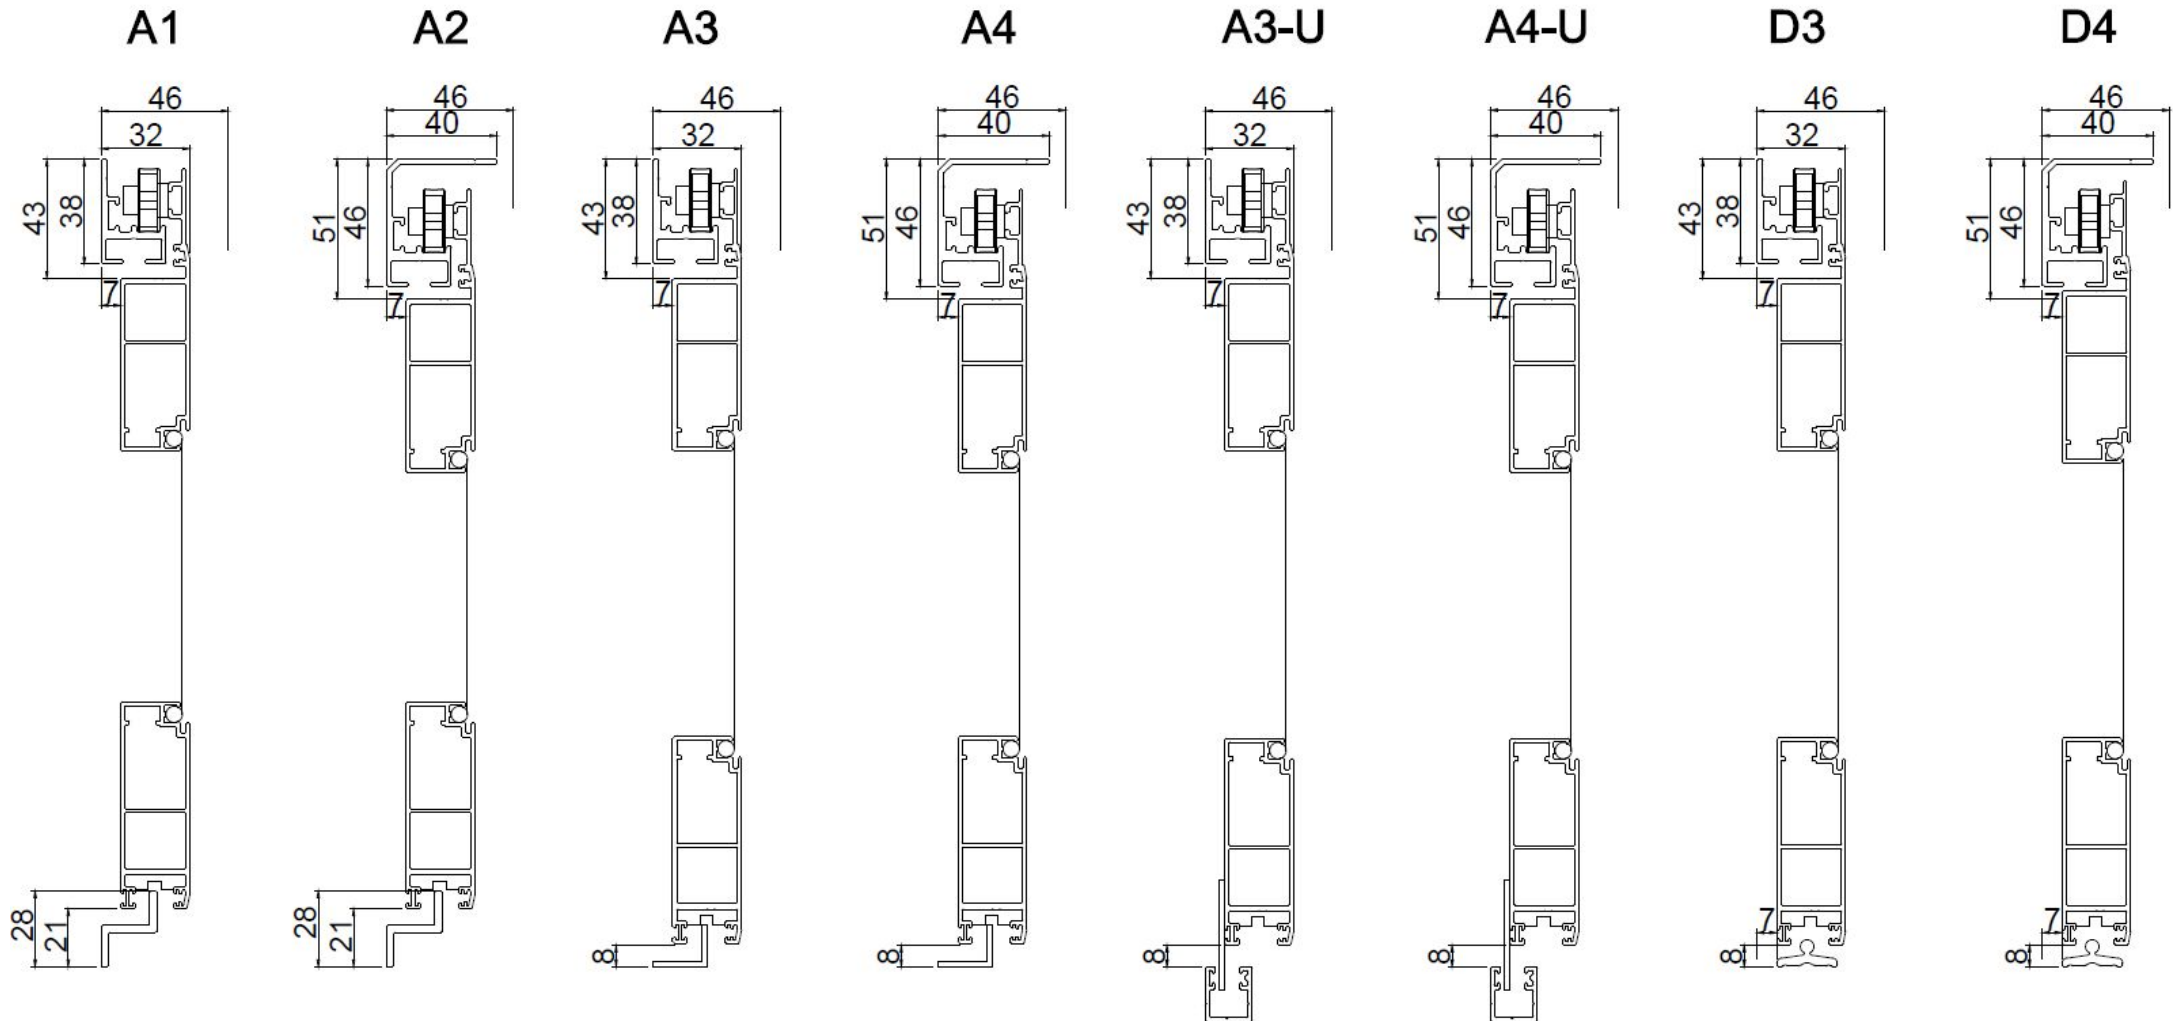 A1 A2 A3 A4 A3-U A4-U D3 D4
46 46 46 46 46 46 46 46
32 40 32 40 32 40 32 40
43 38 51 46 43 38 51 46 43 38 51 46 43 38 51 46
7 7 7 7 7 7 7 7
7 7
28 21 28 21 8 8 8 8 8 8